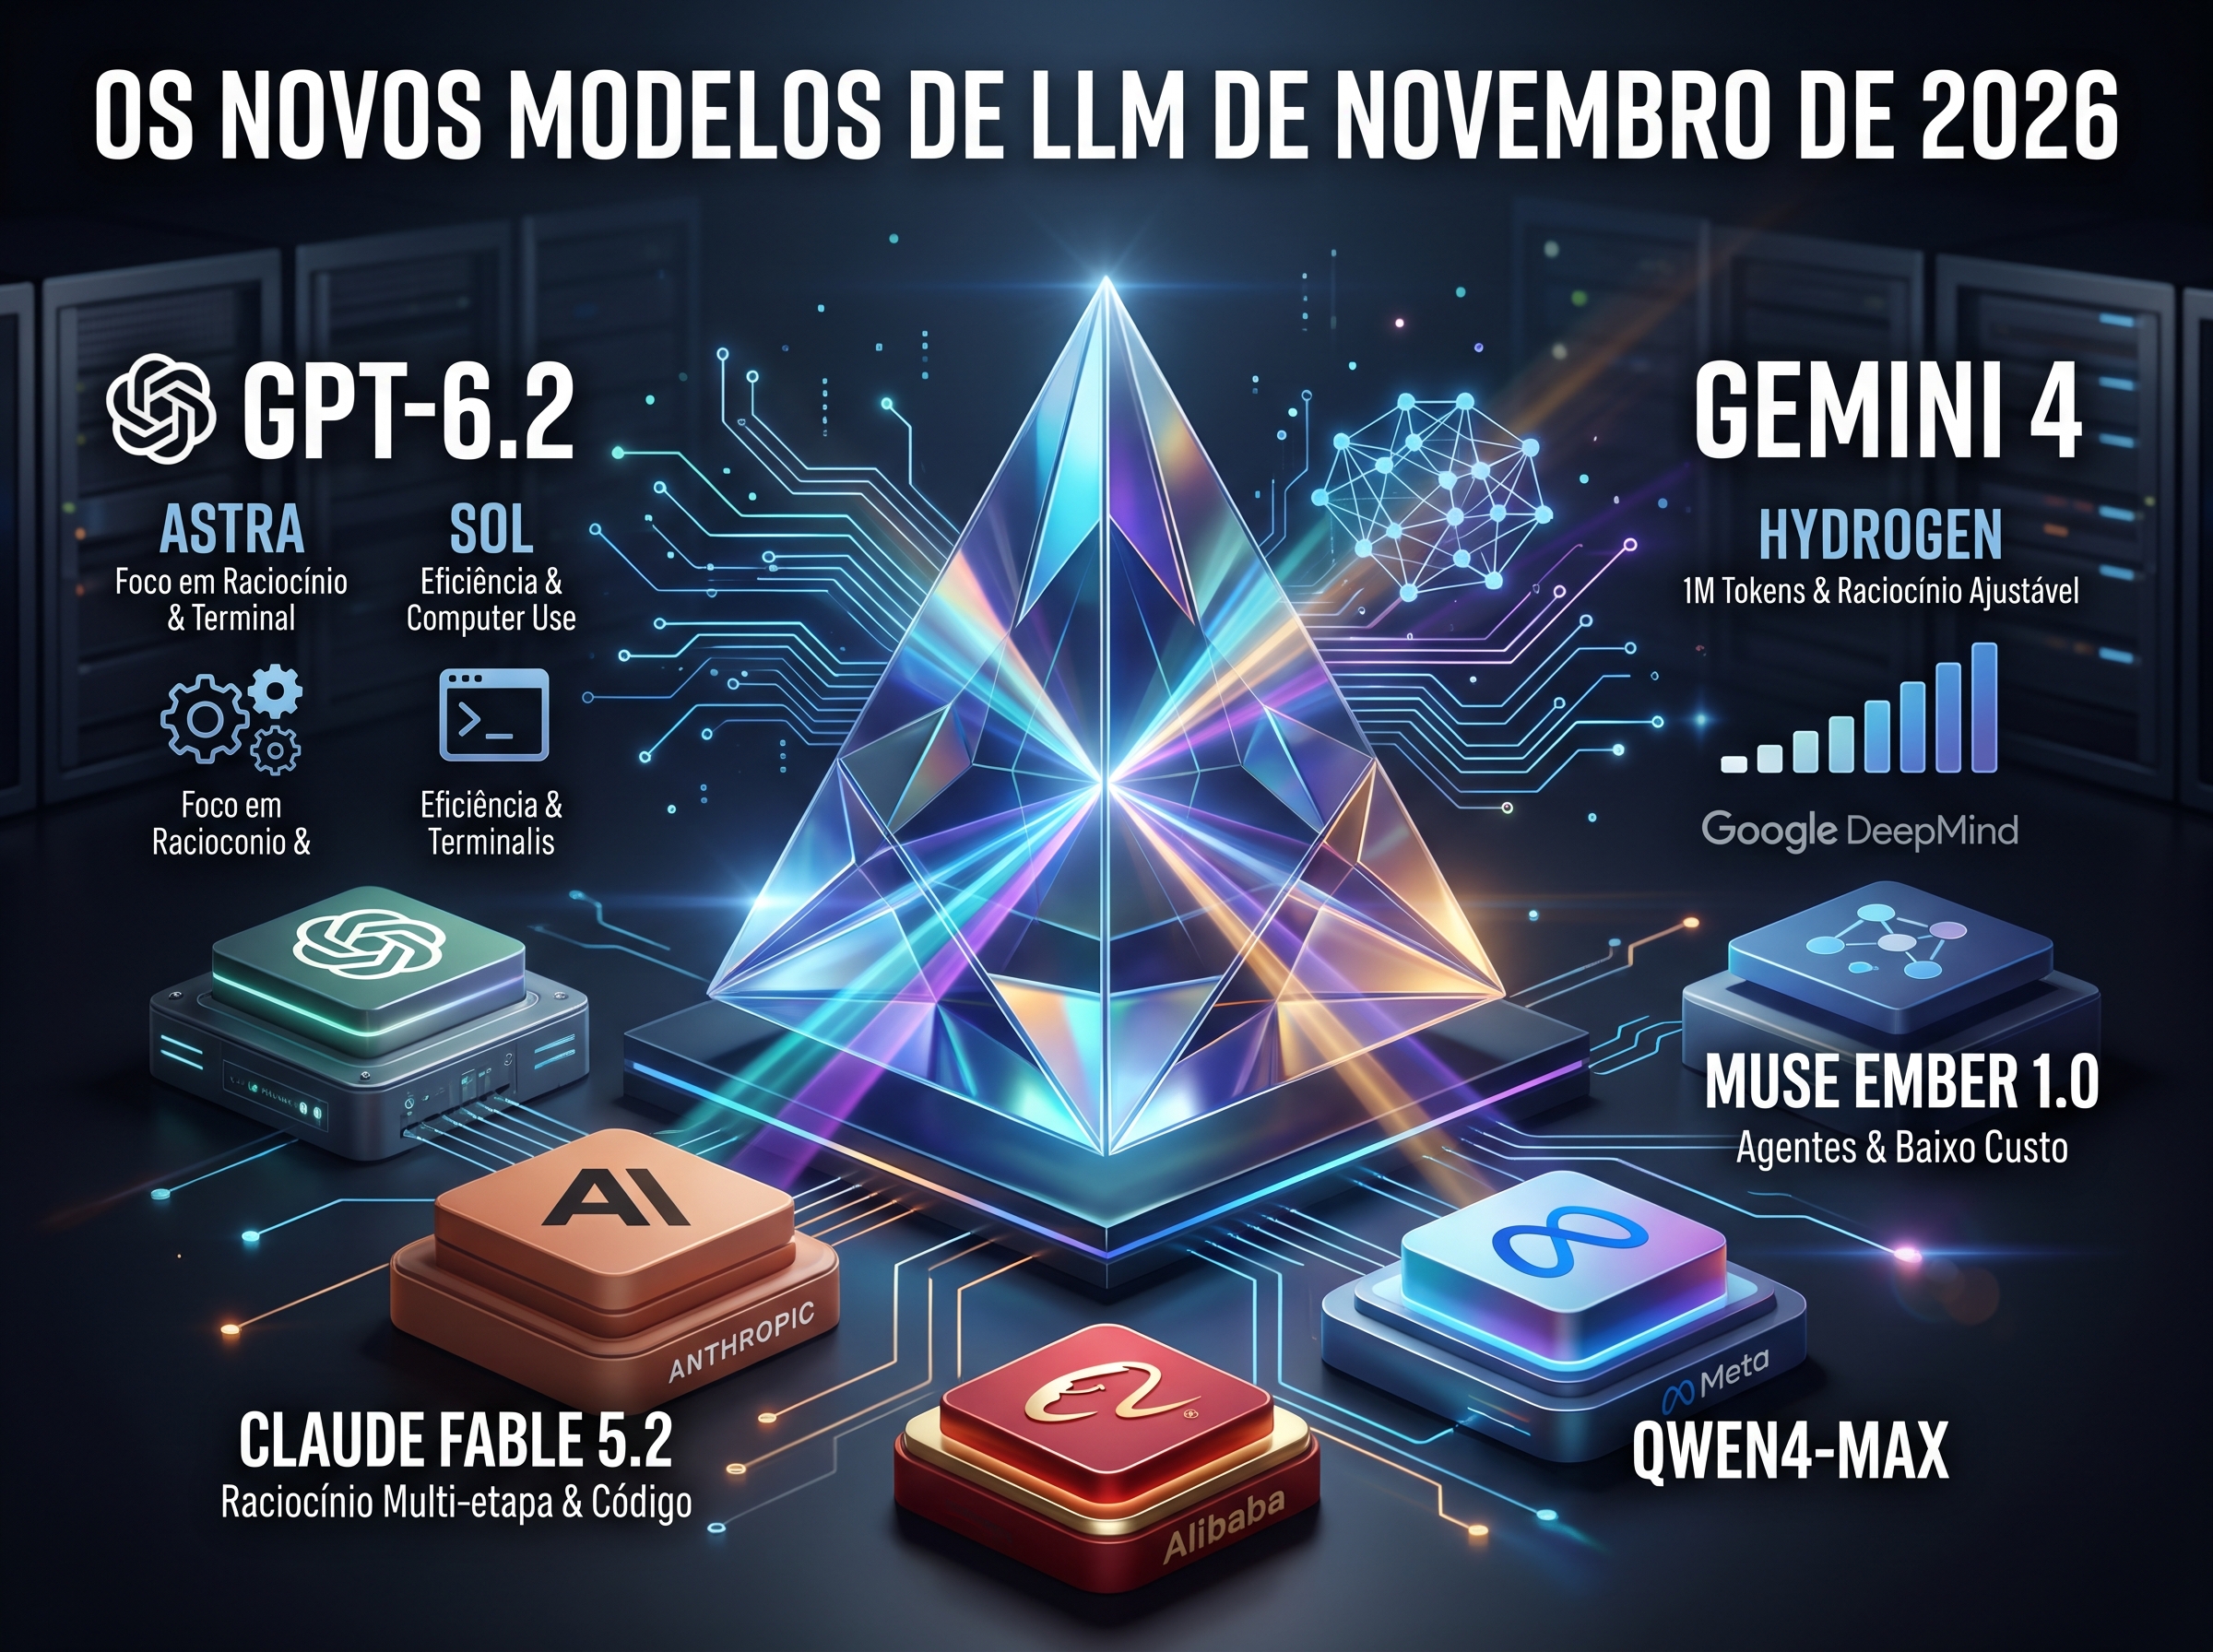 OS NOVOS MODELOS DE LLM DE NOVEMBRO DE 2026
GPT-6.2
ASTRA
Foco em Raciocínio
& Terminal
SOL
Eficiência &
Computer Use
Foco em
Racioconio &
Eficiência &
Terminalis
GEMINI 4
HYDROGEN
1M Tokens & Raciocínio Ajustável
Google DeepMind
MUSE EMBER 1.0
Agentes & Baixo Custo
AI
ANTHROPIC
CLAUDE FABLE 5.2
Raciocínio Multi-etapa & Código
Alibaba
Meta
QWEN4-MAX